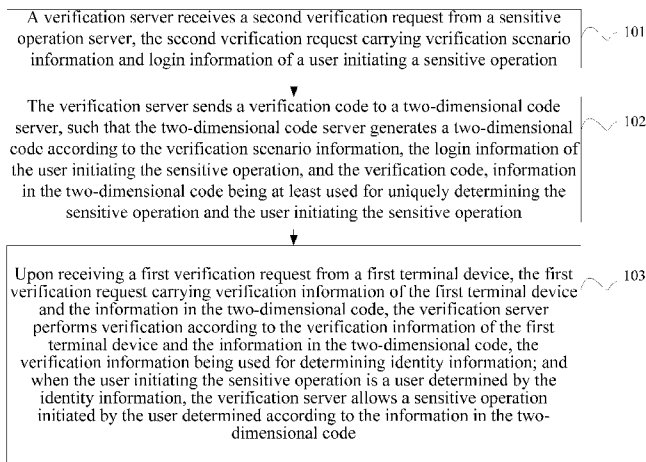 A verification server receives a second verification request from a sensitive
operation server, the second verification request carrying verification scenario
information and login information of a user initiating a sensitive operation
101
The verification server sends a verification code to a two-dimensional code
server, such that the two-dimensional code server generates a two-dimensional
code according to the verification scenario information, the login information of
the user initiating the sensitive operation, and the verification code, information
in the two-dimensional code being at least used for uniquely determining the
sensitive operation and the user initiating the sensitive operation
102
Upon receiving a first verification request from a first terminal device, the first
verification request carrying verification information of the first terminal device
and the information in the two-dimensional code, the verification server
performs verification according to the verification information of the first
terminal device and the information in the two-dimensional code, the
verification information being used for determining identity information; and
when the user initiating the sensitive operation is a user determined by the
identity information, the verification server allows a sensitive operation
initiated by the user determined according to the information in the two-
dimensional code
103